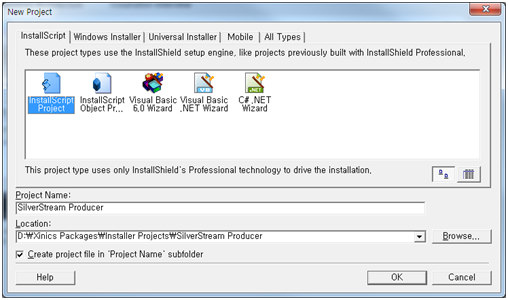 New Project
InstallScript Windows Installer Universal Installer Mobile All Types
These project types use the InstallShield setup engine, like projects previously built with InstallShield Professional.
InstallScript Project
InstallScript Object Pr...
Visual Basic 6.0 Wizard
Visual Basic .NET Wizard
C# .NET Wizard
This project type uses only InstallShield's Professional technology to drive the installation.
Project Name:
SilverStream Producer
Location:
D:₩Xinics Packages₩Installer Projects₩SilverStream Producer
Browse...
Create project file in 'Project Name' subfolder
Help OK Cancel